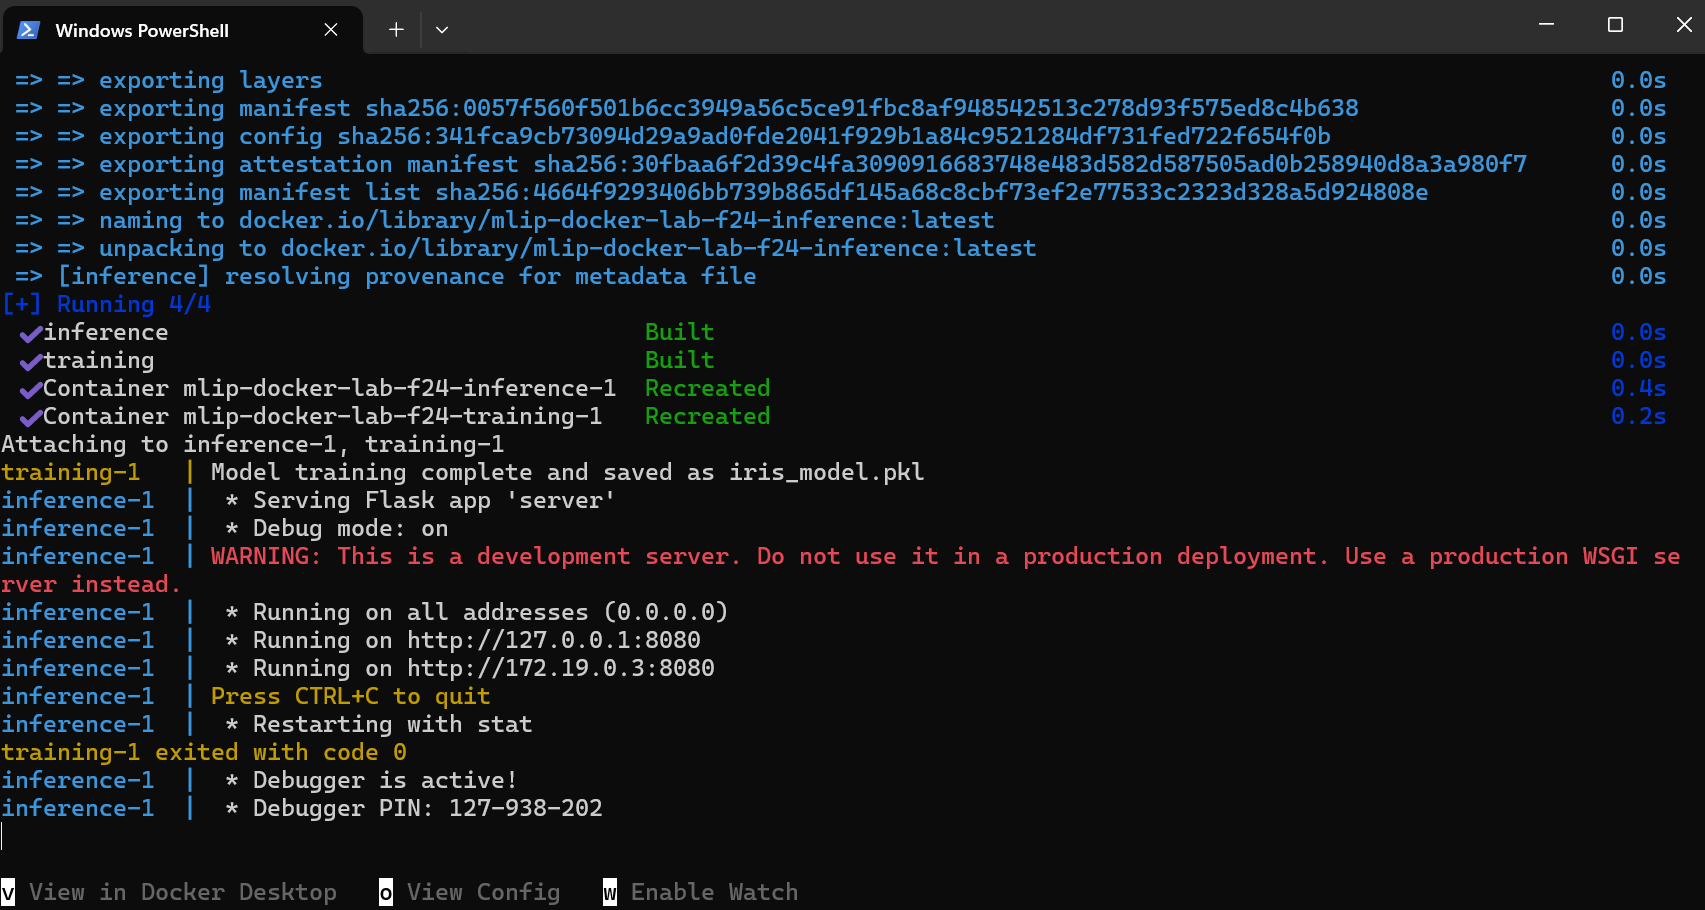 Windows PowerShell
=> => exporting layers 0.0s
=> => exporting manifest sha256:0057f560f501b6cc3949a56c5ce91fbc8af948542513c278d93f575ed8c4b638 0.0s
=> => exporting config sha256:341fca9cb73094d29a9ad0fde2041f929b1a84c9521284df731fed722f654f0b 0.0s
=> => exporting attestation manifest sha256:30fbaa6f2d39c4fa3090916683748e483d582d587505ad0b258940d8a3a980f7 0.0s
=> => exporting manifest list sha256:4664f9293406bb739b865df145a68c8cbf73ef2e77533c2323d328a5d924808e 0.0s
=> => naming to docker.io/library/mlip-docker-lab-f24-inference:latest 0.0s
=> => unpacking to docker.io/library/mlip-docker-lab-f24-inference:latest 0.0s
=> [inference] resolving provenance for metadata file 0.0s
[+] Running 4/4
✔inference Built 0.0s
✔training Built 0.0s
✔Container mlip-docker-lab-f24-inference-1 Recreated 0.4s
✔Container mlip-docker-lab-f24-training-1 Recreated 0.2s
Attaching to inference-1, training-1
training-1 | Model training complete and saved as iris_model.pkl
inference-1 | * Serving Flask app 'server'
inference-1 | * Debug mode: on
inference-1 | WARNING: This is a development server. Do not use it in a production deployment. Use a production WSGI se
rver instead.
inference-1 | * Running on all addresses (0.0.0.0)
inference-1 | * Running on http://127.0.0.1:8080
inference-1 | * Running on http://172.19.0.3:8080
inference-1 | Press CTRL+C to quit
inference-1 | * Restarting with stat
training-1 exited with code 0
inference-1 | * Debugger is active!
inference-1 | * Debugger PIN: 127-938-202
v View in Docker Desktop o View Config w Enable Watch